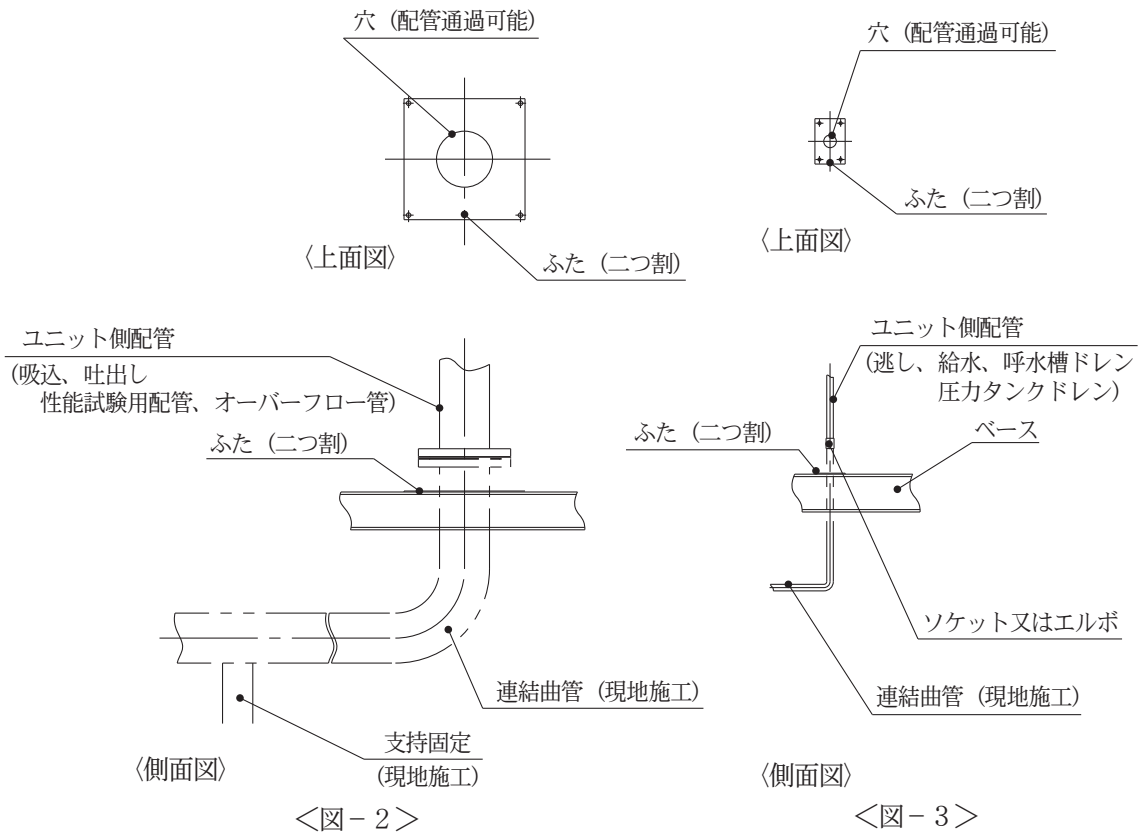 穴（配管通過可能）
ふた（二つ割）
〈上面図〉
穴（配管通過可能）
ふた（二つ割）
〈上面図〉
ユニット側配管
(吸込、吐出し
性能試験用配管、オーバーフロー管)
ふた（二つ割）
連結曲管（現地施工）
支持固定
(現地施工)
〈側面図〉
＜図－２＞
ユニット側配管
(逃し、給水、呼水槽ドレン
圧力タンクドレン)
ふた（二つ割）
ベース
ソケット又はエルボ
連結曲管（現地施工）
〈側面図〉
＜図－３＞